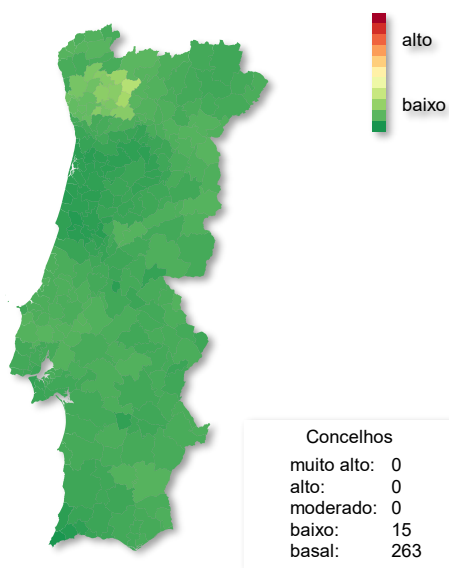 alto
baixo
Concelhos
muito alto: 0
alto: 0
moderado: 0
baixo: 15
basal: 263